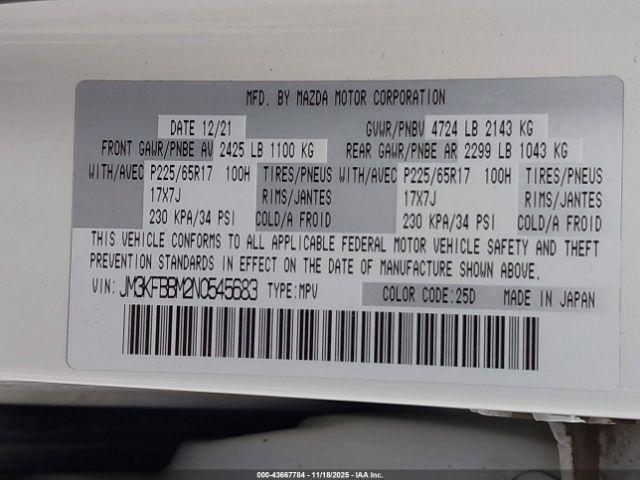 MFD. BY MAZDA MOTOR CORPORATION
DATE 12/21 GVWR/PNBV 4724 LB 2143 KG
FRONT GAWR/PNBE AV 2425 LB 1100 KG REAR GAWR/PNBE AR 2299 LB 1043 KG
WITH/AVEC P225/65R17 100H TIRES/PNEUS WITH/AVEC P225/65R17 100H TIRES/PNEUS
17X7J RIMS/JANTES 17X7J RIMS/JANTES
230 KPA/34 PSI COLD/A FROID 230 KPA/34 PSI COLD/A FROID
THIS VEHICLE CONFORMS TO ALL APPLICABLE FEDERAL MOTOR VEHICLE SAFETY AND THEFT
PREVENTION STANDARDS IN EFFECT ON THE DATE OF MANUFACTURE SHOWN ABOVE.
VIN: JM3KFBBM2N0545683 TYPE:MPV COLOR CODE:25D MADE IN JAPAN
000-43667784 - 11/18/2025 - IAA Inc.